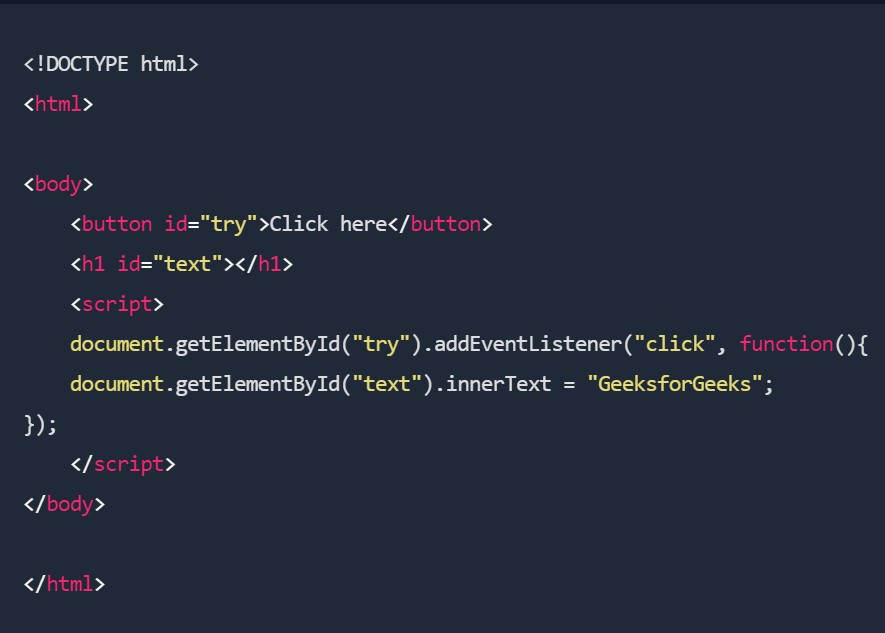 <!DOCTYPE html>
<html>
<body>
<button id="try">Click here</button>
<h1 id="text"></h1>
<script>
document.getElementById("try").addEventListener("click", function(){
document.getElementById("text").innerText = "GeeksforGeeks";
});
</script>
</body>
</html>